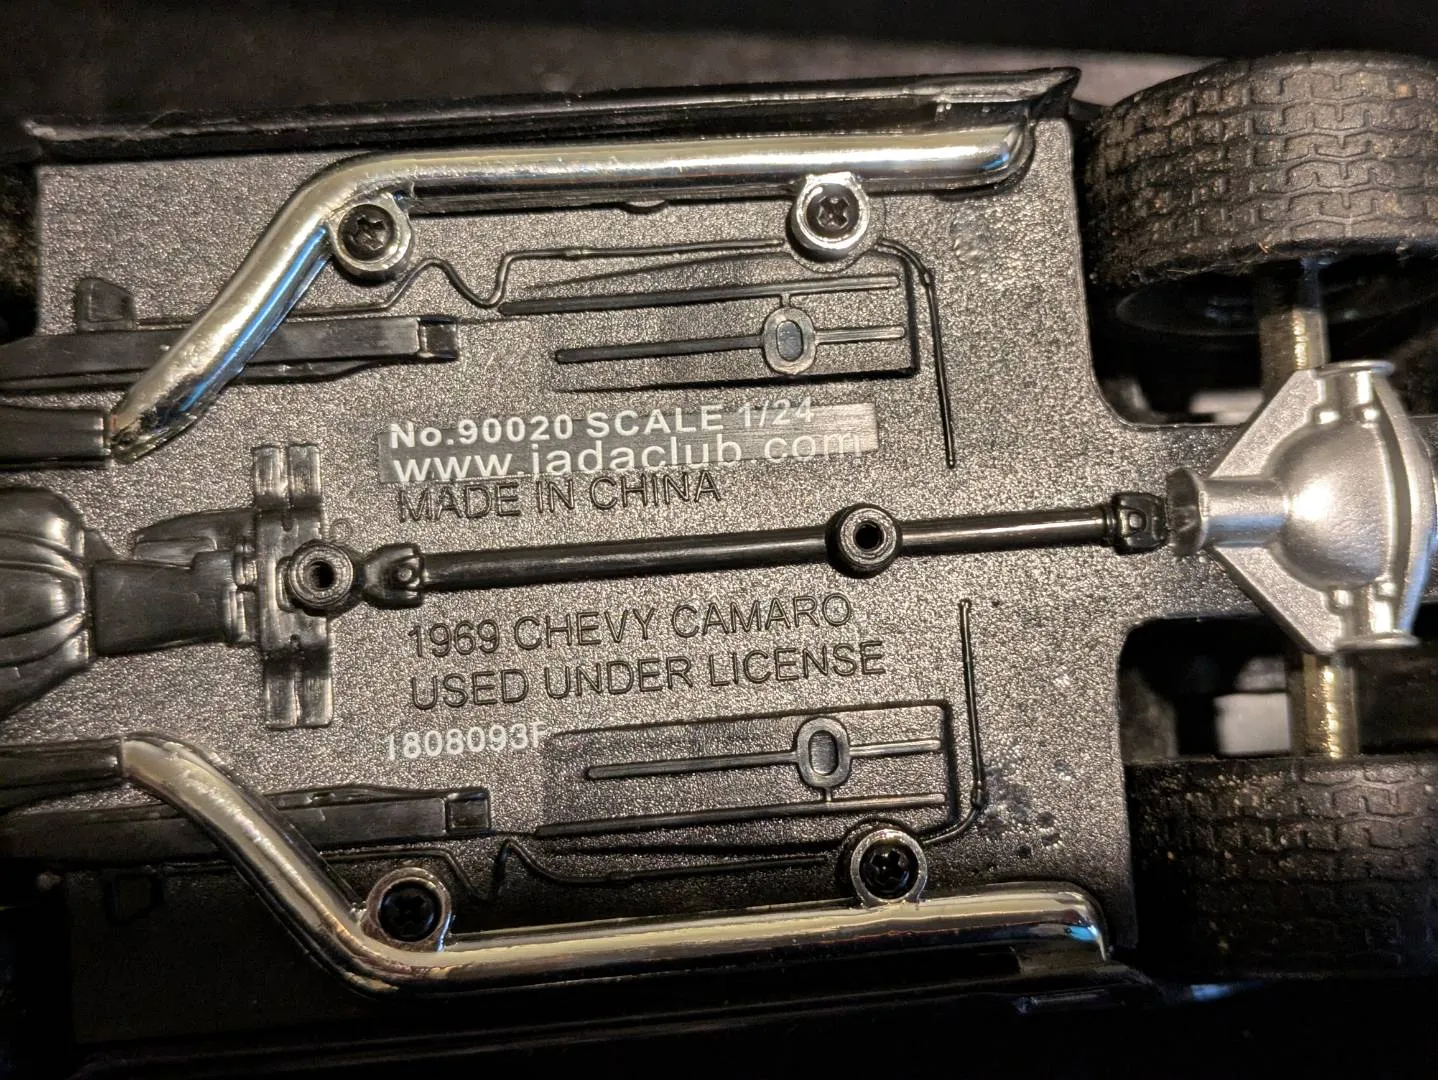 No.90020 SCALE 1/24
www.jadaclub.com
MADE IN CHINA
1969 CHEVY CAMARO
USED UNDER LICENSE
1808093F